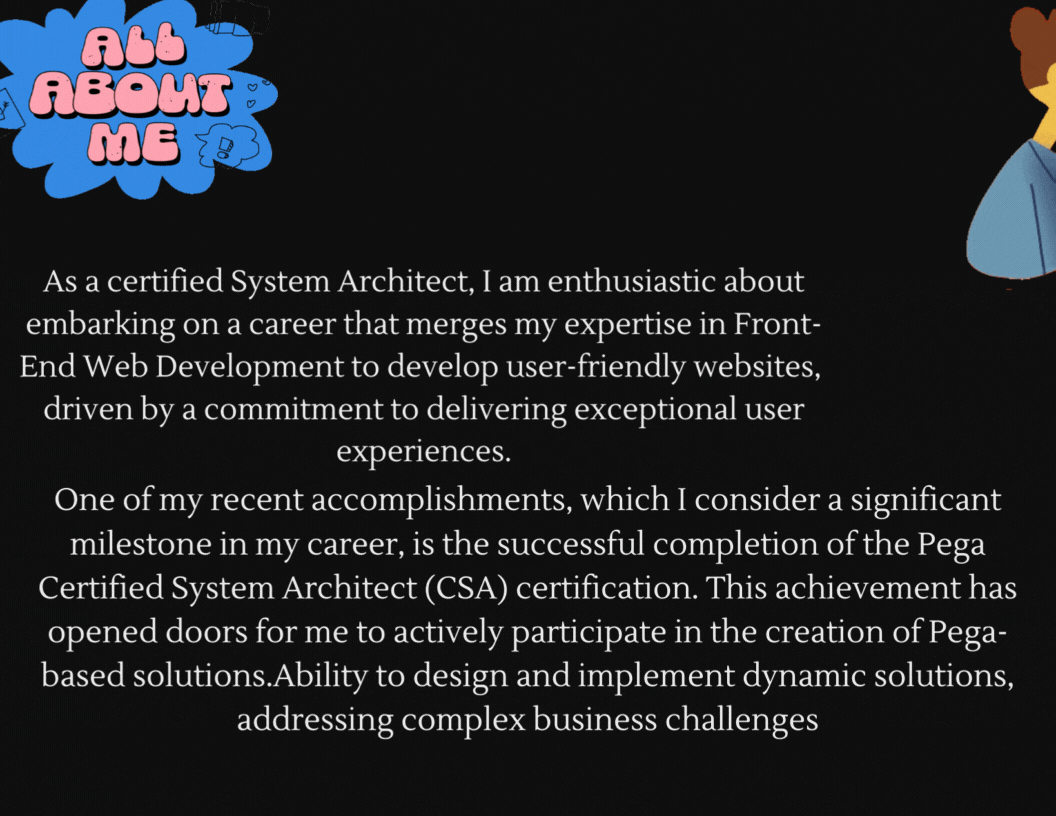 ALL
ABOUT
ME
As a certified System Architect, I am enthusiastic about
embarking on a career that merges my expertise in Front-
End Web Development to develop user-friendly websites,
driven by a commitment to delivering exceptional user
experiences.
One of my recent accomplishments, which I consider a significant
milestone in my career, is the successful completion of the Pega
Certified System Architect (CSA) certification. This achievement has
opened doors for me to actively participate in the creation of Pega-
based solutions.Ability to design and implement dynamic solutions,
addressing complex business challenges